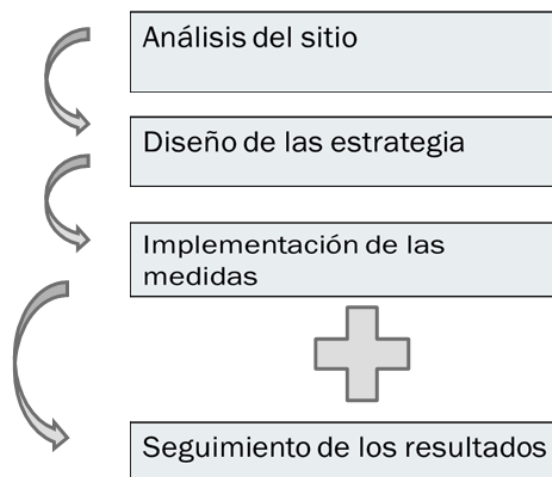 Análisis del sitio
Diseño de las estrategia
Implementación de las
medidas
Seguimiento de los resultados